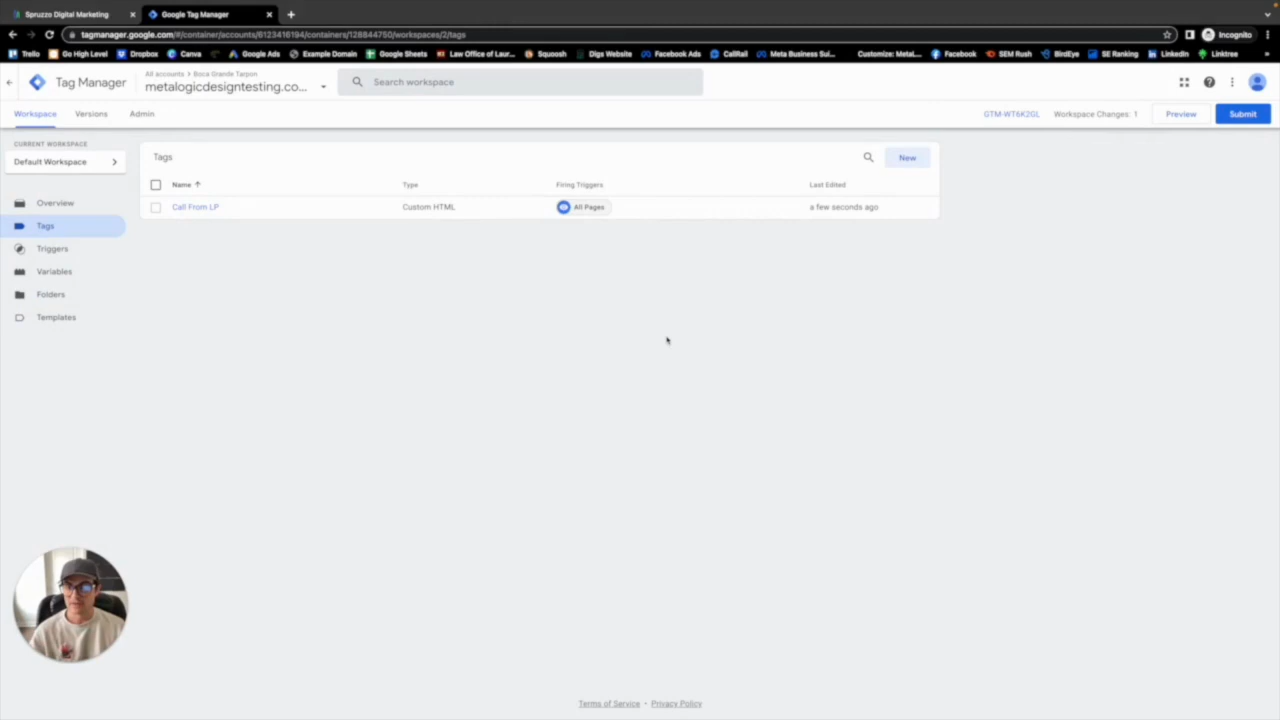 Spruzzo Digital Marketing
Google Tag Manager
tagmanager.google.com/#/container/accounts/6123416194/containers/128844750/workspaces/2/tags
Incognito
Trello
Go High Level
Dropbox
Canva
Google Ads
Example Domain
Google Sheets
Law Office of Laur...
Squoosh
Digs Website
Facebook Ads
CallRail
Meta Business Sui...
Customize: MetaL...
Facebook
SEM Rush
BirdEye
SE Ranking
LinkedIn
Linktree
»
Tag Manager
All accounts > Boca Grande Tarpon
metalogicdesigntesting.co...
Search workspace
Workspace
Versions
Admin
GTM-WT6K2GL
Workspace Changes: 1
Preview
Submit
CURRENT WORKSPACE
Default Workspace
Overview
Tags
Triggers
Variables
Folders
Templates
Tags
New
Name
Type
Firing Triggers
Last Edited
Call From LP
Custom HTML
All Pages
a few seconds ago
Terms of Service · Privacy Policy